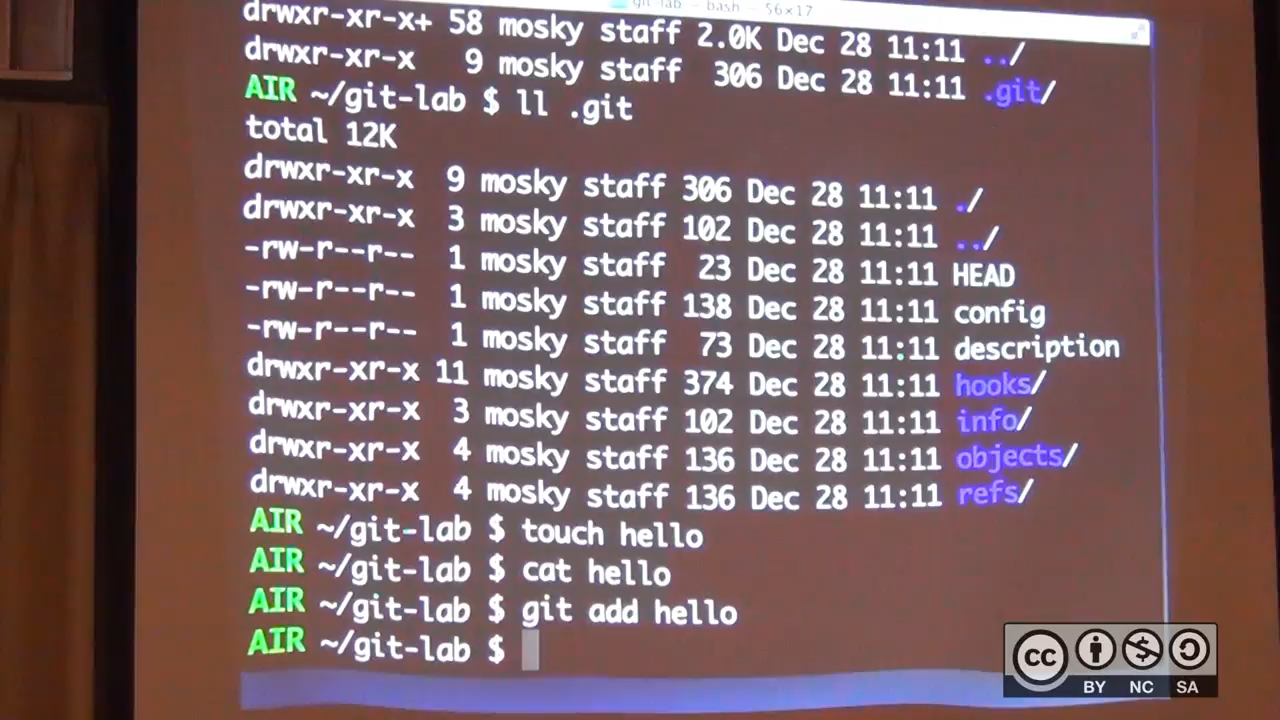 git-lab — bash — 56×17
drwxr-xr-x+ 58 mosky staff 2.0K Dec 28 11:11 ../
drwxr-xr-x   9 mosky staff  306 Dec 28 11:11 .git/
AIR ~/git-lab $ ll .git
total 12K
drwxr-xr-x  9 mosky staff 306 Dec 28 11:11 ./
drwxr-xr-x  3 mosky staff 102 Dec 28 11:11 ../
-rw-r--r--  1 mosky staff  23 Dec 28 11:11 HEAD
-rw-r--r--  1 mosky staff 138 Dec 28 11:11 config
-rw-r--r--  1 mosky staff  73 Dec 28 11:11 description
drwxr-xr-x 11 mosky staff 374 Dec 28 11:11 hooks/
drwxr-xr-x  3 mosky staff 102 Dec 28 11:11 info/
drwxr-xr-x  4 mosky staff 136 Dec 28 11:11 objects/
drwxr-xr-x  4 mosky staff 136 Dec 28 11:11 refs/
AIR ~/git-lab $ touch hello
AIR ~/git-lab $ cat hello
AIR ~/git-lab $ git add hello
AIR ~/git-lab $
cc
BY NC SA